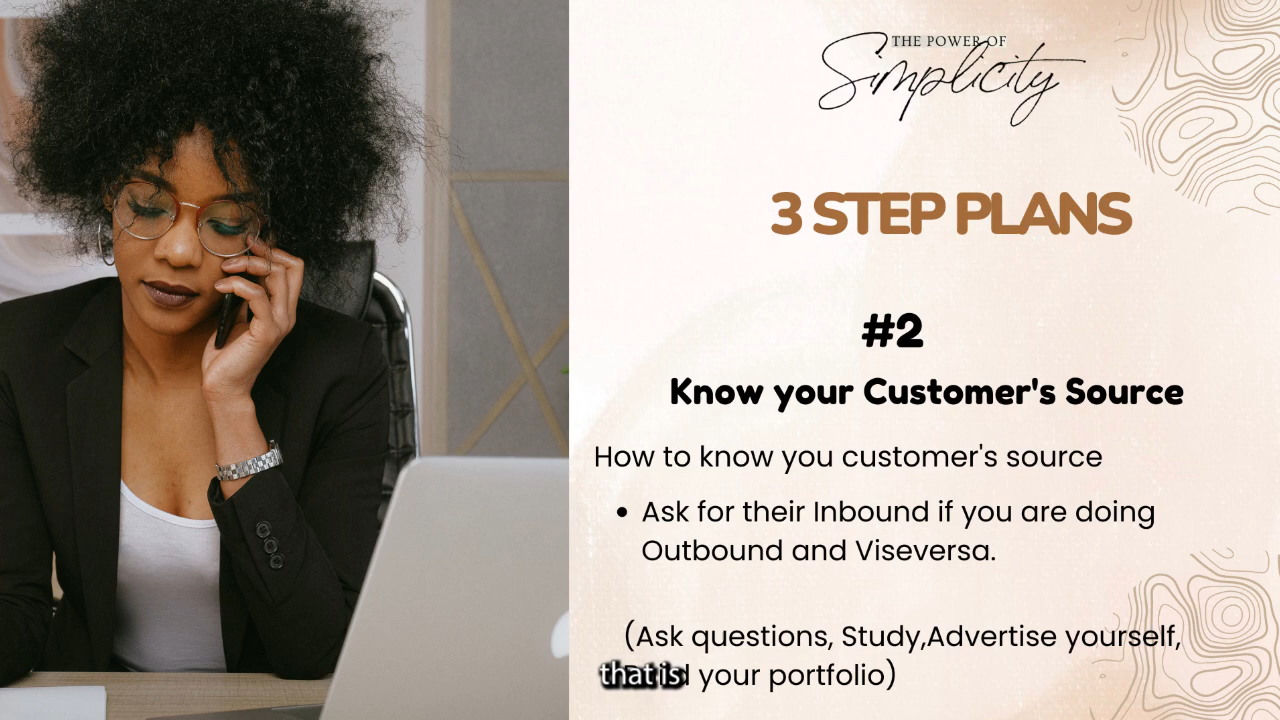 THE POWER OF
Simplicity
3 STEP PLANS
#2
Know your Customer's Source
How to know you customer's source
• Ask for their Inbound if you are doing
Outbound and Viseversa.
(Ask questions, Study,Advertise yourself,
that is your portfolio)